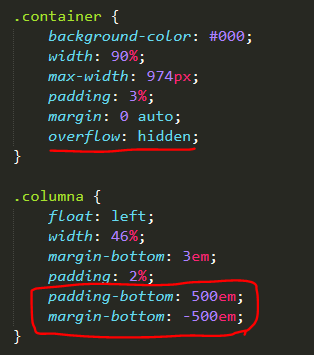 .container {
background-color: #000;
width: 90%;
max-width: 974px;
padding: 3%;
margin: 0 auto;
overflow: hidden;
}
.columna {
float: left;
width: 46%;
margin-bottom: 3em;
padding: 2%;
padding-bottom: 500em;
margin-bottom: -500em;
}